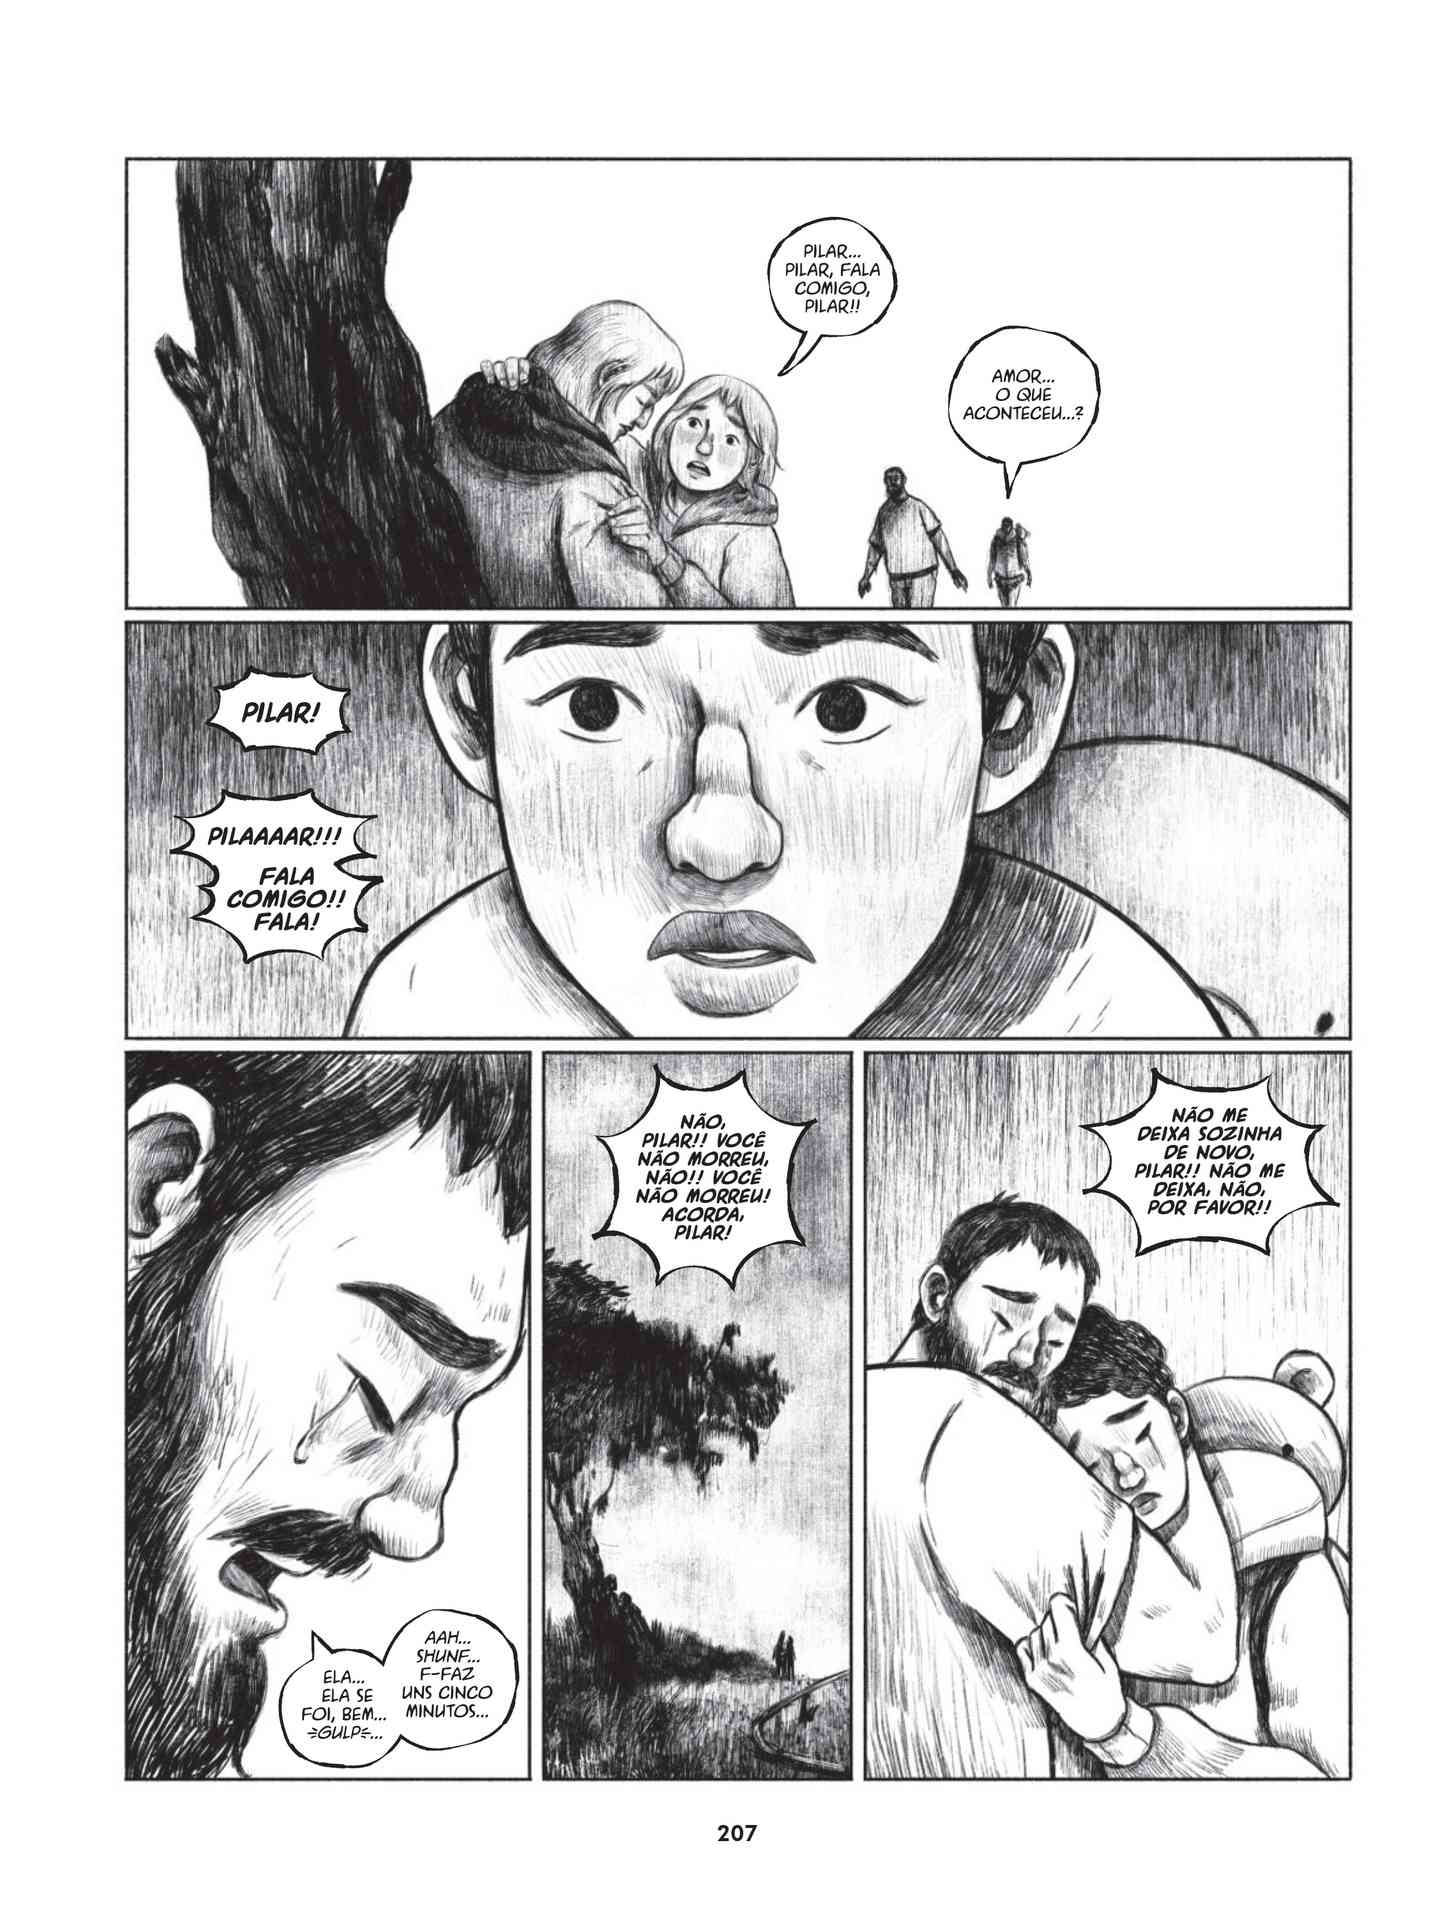 PILAR...
PILAR, FALA
COMIGO,
PILAR!!
AMOR...
O QUE
ACONTECEU...?
PILAR!
PILAAAAR!!!
FALA
COMIGO!!
FALA!
ELA...
ELA SE
FOI, BEM...
GULP...
AAH...
SHUNF...
F-FAZ
UNS CINCO
MINUTOS...
NÃO,
PILAR!! VOCÊ
NÃO MORREU,
NÃO!! VOCÊ
NÃO MORREU!
ACORDA,
PILAR!
NÃO ME
DEIXA SOZINHA
DE NOVO,
PILAR!! NÃO ME
DEIXA, NÃO,
POR FAVOR!!
207